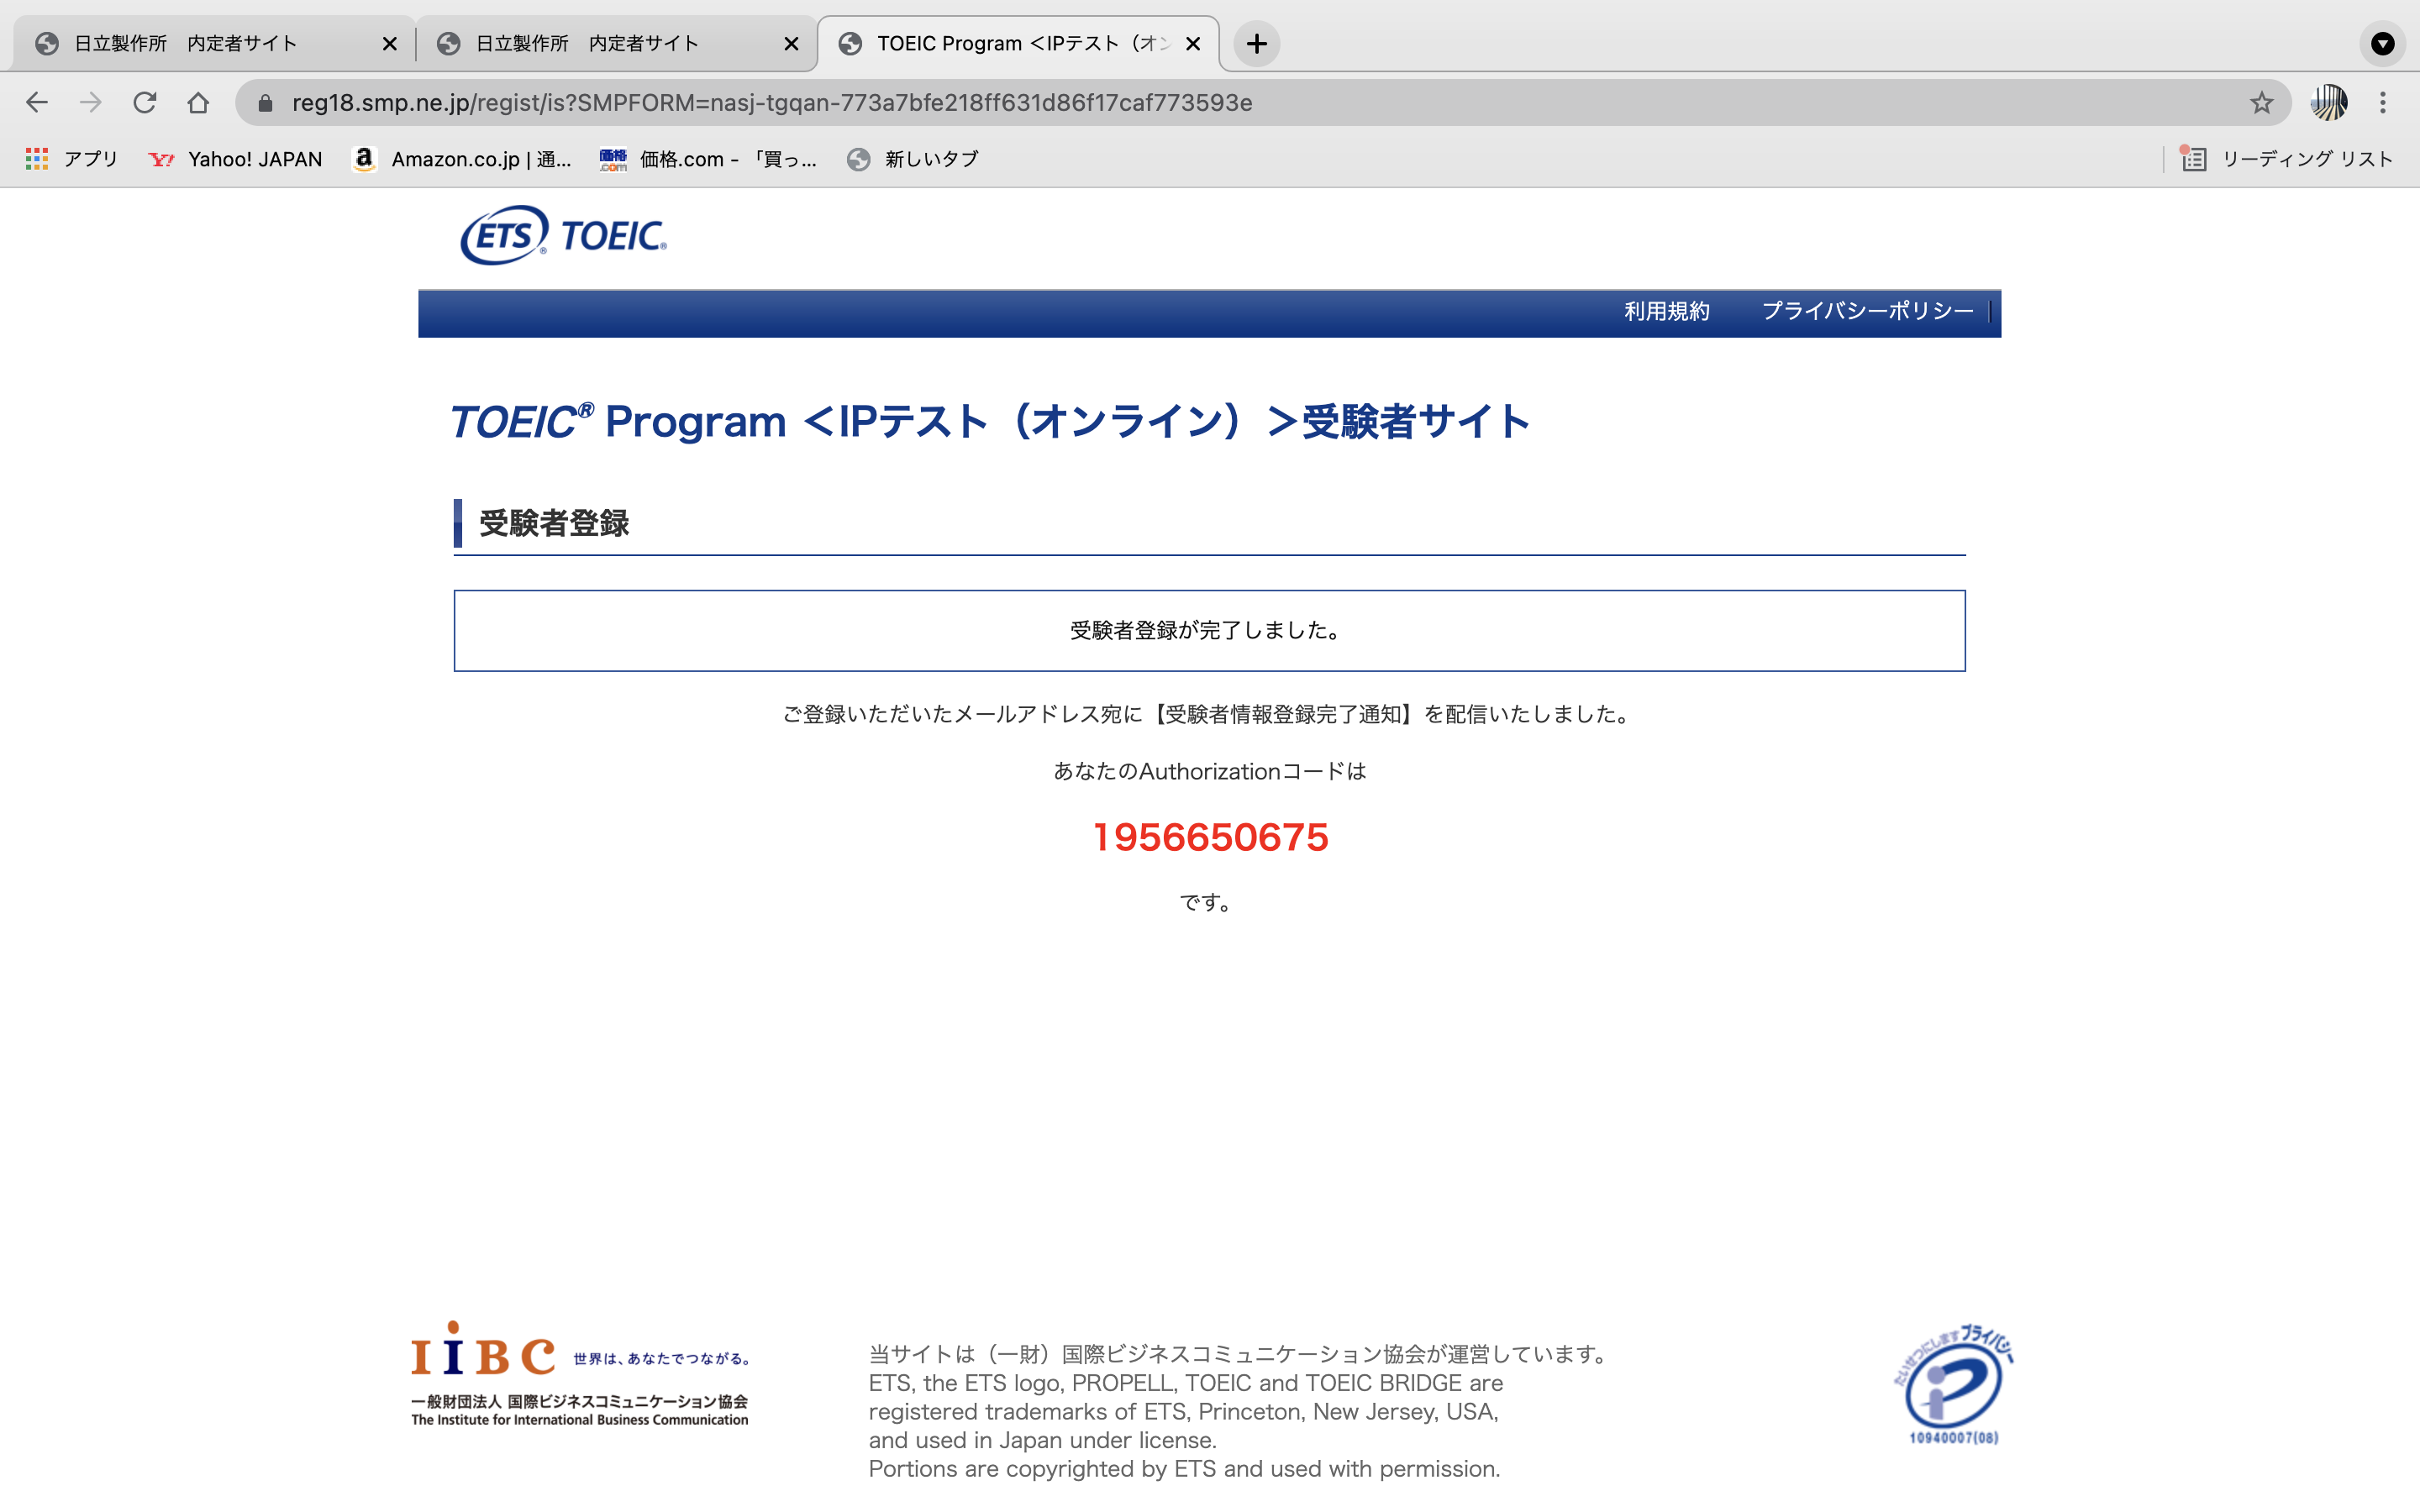 日立製作所　内定者サイト
日立製作所　内定者サイト
TOEIC Program ＜IPテスト（オン
reg18.smp.ne.jp/regist/is?SMPFORM=nasj-tgqan-773a7bfe218ff631d86f17caf773593e
アプリ
Yahoo! JAPAN
Amazon.co.jp | 通...
価格.com - 「買っ...
新しいタブ
リーディング リスト
ETS® TOEIC®
利用規約
プライバシーポリシー
TOEIC® Program ＜IPテスト（オンライン）＞受験者サイト
受験者登録
受験者登録が完了しました。
ご登録いただいたメールアドレス宛に【受験者情報登録完了通知】を配信いたしました。
あなたのAuthorizationコードは
1956650675
です。
IiBC 世界は、あなたでつながる。
一般財団法人 国際ビジネスコミュニケーション協会
The Institute for International Business Communication
当サイトは（一財）国際ビジネスコミュニケーション協会が運営しています。
ETS, the ETS logo, PROPELL, TOEIC and TOEIC BRIDGE are
registered trademarks of ETS, Princeton, New Jersey, USA,
and used in Japan under license.
Portions are copyrighted by ETS and used with permission.
たいせつにしますプライバシー
10940007(08)